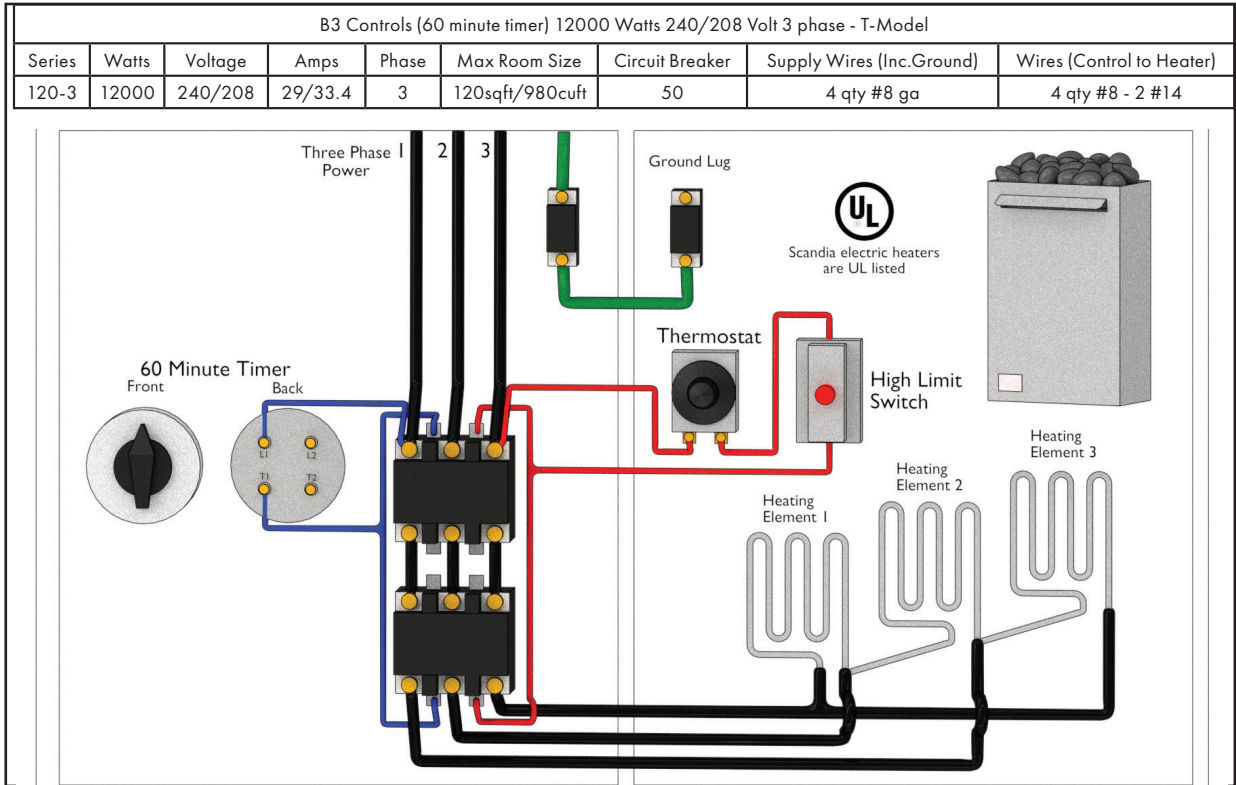 B3 Controls (60 minute timer) 12000 Watts 240/208 Volt 3 phase - T-Model
Series Watts Voltage Amps Phase Max Room Size Circuit Breaker Supply Wires (Inc.Ground) Wires (Control to Heater)
120-3 12000 240/208 29/33.4 3 120sqft/980cuft 50 4 qty #8 ga 4 qty #8 - 2 #14
Three Phase 1 2 3
Power
Ground Lug
UL
Scandia electric heaters
are UL listed
Thermostat
60 Minute Timer
Front Back
L1 L2
T1 T2
High Limit
Switch
Heating
Element 1
Heating
Element 2
Heating
Element 3